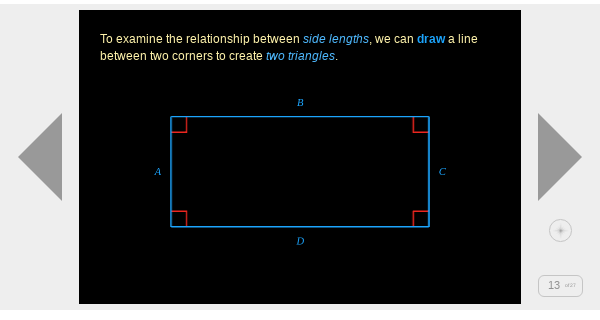 To examine the relationship between side lengths, we can draw a line
between two corners to create two triangles.
B
A
C
D
13